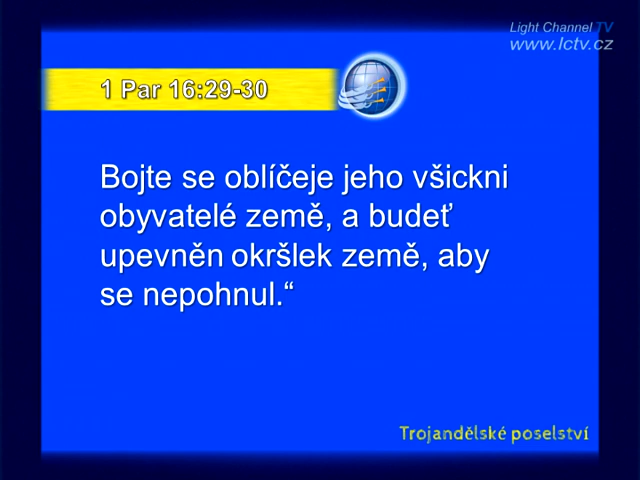 Light Channel TV
www.lctv.cz
1 Par 16:29-30
Bojte se oblíčeje jeho všickni
obyvatelé země, a budeť
upevněn okršlek země, aby
se nepohnul.“
Trojandělské poselství